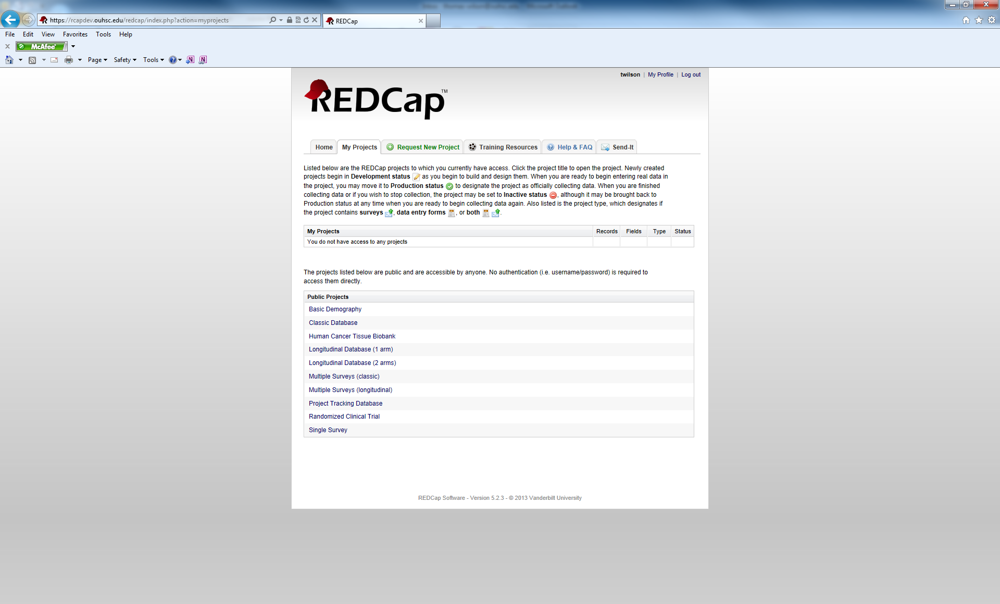 https://rcapdev.ouhsc.edu/redcap/index.php?action=myprojects
REDCap
File Edit View Favorites Tools Help
McAfee
Page Safety Tools
twilson | My Profile | Log out
REDCap™
Home My Projects Request New Project Training Resources Help & FAQ Send-It
Listed below are the REDCap projects to which you currently have access. Click the project title to open the project. Newly created
projects begin in Development status as you begin to build and design them. When you are ready to begin entering real data in
the project, you may move it to Production status to designate the project as officially collecting data. When you are finished
collecting data or if you wish to stop collection, the project may be set to Inactive status , although it may be brought back to
Production status at any time when you are ready to begin collecting data again. Also listed is the project type, which designates if
the project contains surveys , data entry forms , or both .
My Projects Records Fields Type Status
You do not have access to any projects
The projects listed below are public and are accessible by anyone. No authentication (i.e. username/password) is required to
access them directly.
Public Projects
Basic Demography
Classic Database
Human Cancer Tissue Biobank
Longitudinal Database (1 arm)
Longitudinal Database (2 arms)
Multiple Surveys (classic)
Multiple Surveys (longitudinal)
Project Tracking Database
Randomized Clinical Trial
Single Survey
REDCap Software - Version 5.2.3 - © 2013 Vanderbilt University